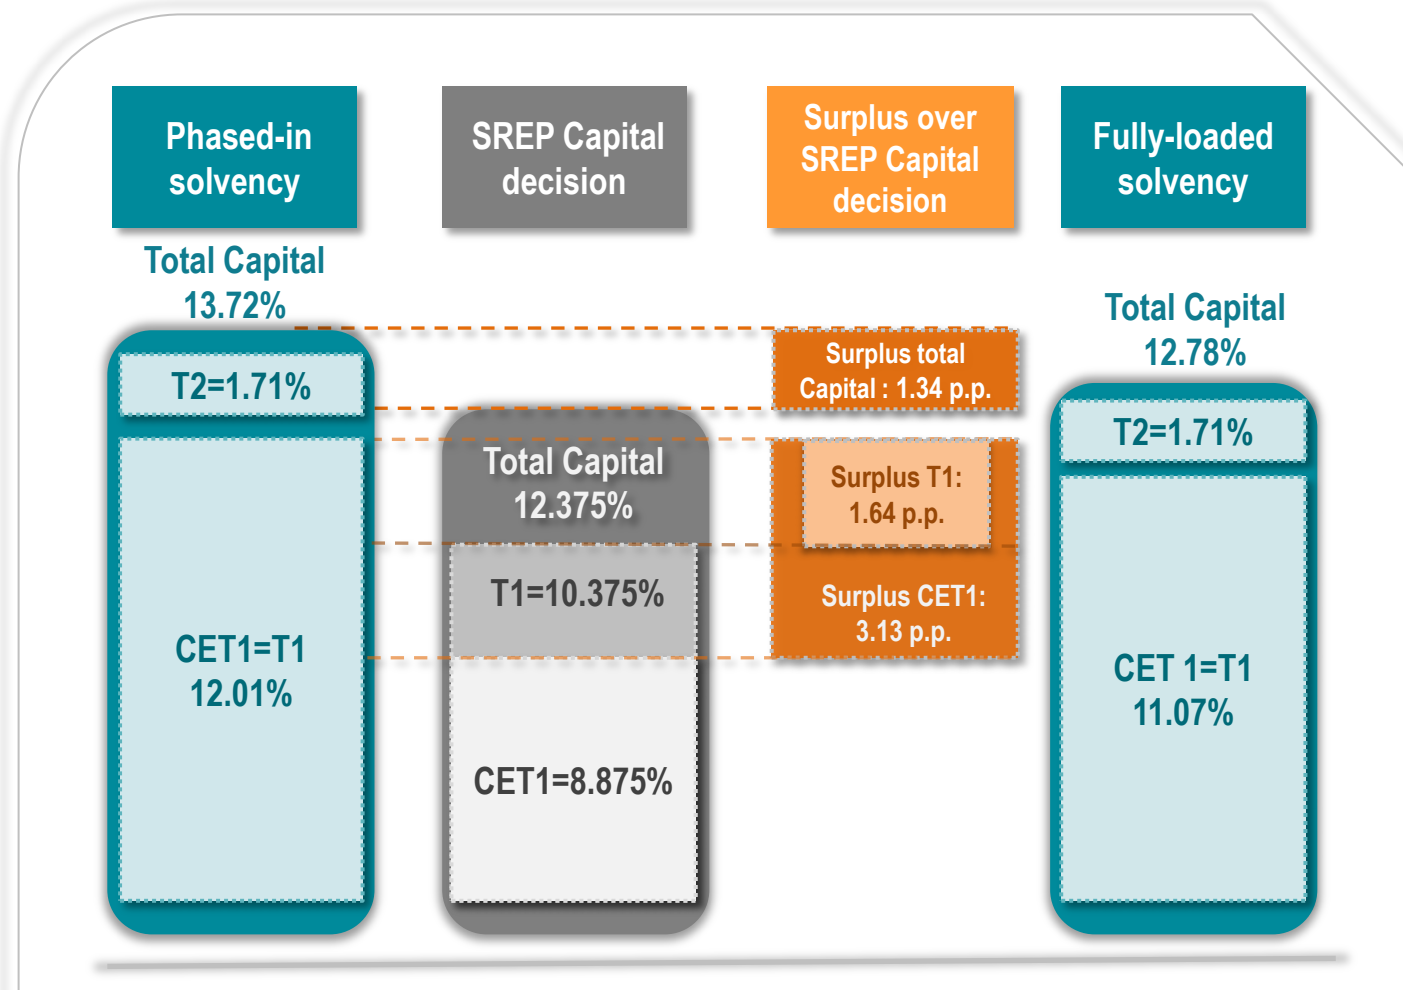 Phased-in
solvency
SREP Capital
decision
Surplus over
SREP Capital
decision
Fully-loaded
solvency
Total Capital
13.72%
T2=1.71%
CET1=T1
12.01%
Total Capital
12.375%
T1=10.375%
CET1=8.875%
Surplus total
Capital : 1.34 p.p.
Surplus T1:
1.64 p.p.
Surplus CET1:
3.13 p.p.
Total Capital
12.78%
T2=1.71%
CET 1=T1
11.07%